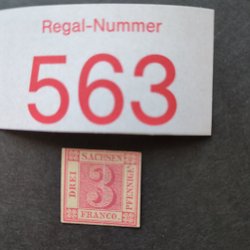 Regal-Nummer
563
SACHSEN
DREI
3
PFENNIGE
FRANCO.